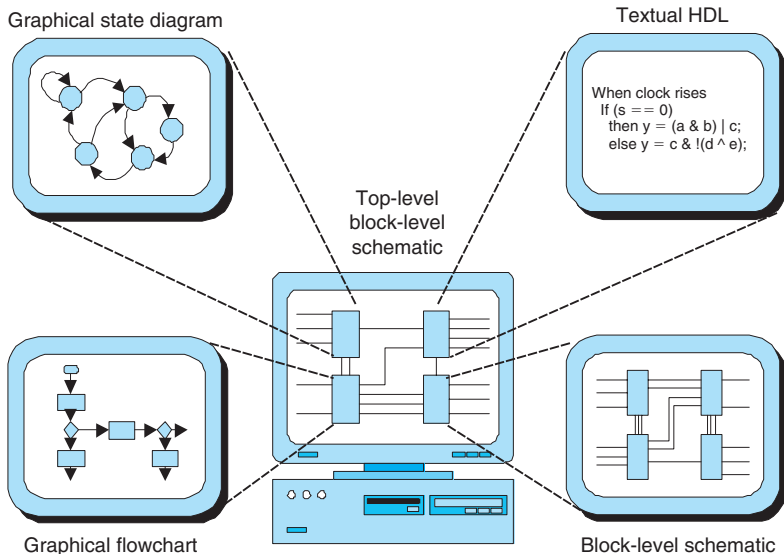 Graphical state diagram
Textual HDL
When clock rises
If (s == 0)
then y = (a & b) | c;
else y = c & !(d ^ e);
Top-level
block-level
schematic
Graphical flowchart
Block-level schematic